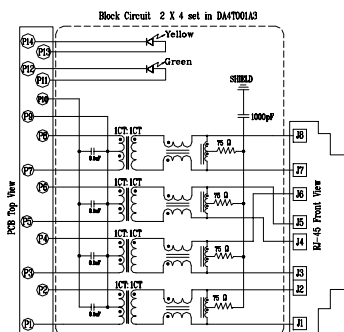 Block Circuit 2 X 4 set in DA4T001A3
P14
Yellow
P13
P12
Green
P11
P10
SHIELD
P9
1000pF
P8
1CT:1CT
75 Ω
J8
P7
J7
P6
1CT:1CT
75 Ω
J6
J5
P5
J4
P4
1CT:1CT
75 Ω
P3
J3
P2
1CT:1CT
75 Ω
J2
P1
J1
PCB Top View
RJ-45 Front View